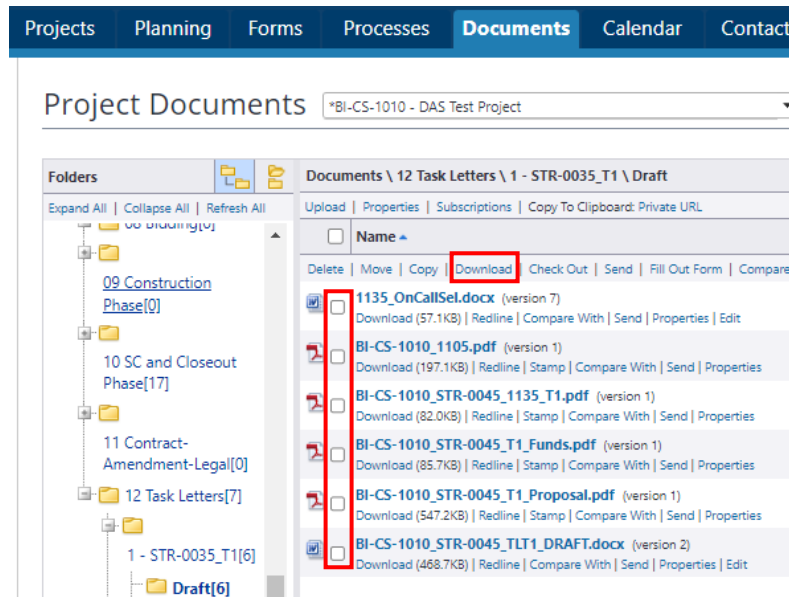 Projects Planning Forms Processes Documents Calendar Contact
Project Documents *BI-CS-1010 - DAS Test Project
Folders
Expand All | Collapse All | Refresh All
08 Bidding[0]
09 Construction
Phase[0]
10 SC and Closeout
Phase[17]
11 Contract-
Amendment-Legal[0]
12 Task Letters[7]
1 - STR-0035_T1[6]
Draft[6]
Documents \ 12 Task Letters \ 1 - STR-0035_T1 \ Draft
Upload | Properties | Subscriptions | Copy To Clipboard: Private URL
Name
Delete | Move | Copy | Download | Check Out | Send | Fill Out Form | Compare
1135_OnCallSel.docx (version 7)
Download (57.1KB) | Redline | Compare With | Send | Properties | Edit
BI-CS-1010_1105.pdf (version 1)
Download (197.1KB) | Redline | Stamp | Compare With | Send | Properties
BI-CS-1010_STR-0045_1135_T1.pdf (version 1)
Download (82.0KB) | Redline | Stamp | Compare With | Send | Properties
BI-CS-1010_STR-0045_T1_Funds.pdf (version 1)
Download (85.7KB) | Redline | Stamp | Compare With | Send | Properties
BI-CS-1010_STR-0045_T1_Proposal.pdf (version 1)
Download (547.2KB) | Redline | Stamp | Compare With | Send | Properties
BI-CS-1010_STR-0045_TLT1_DRAFT.docx (version 2)
Download (468.7KB) | Redline | Compare With | Send | Properties | Edit